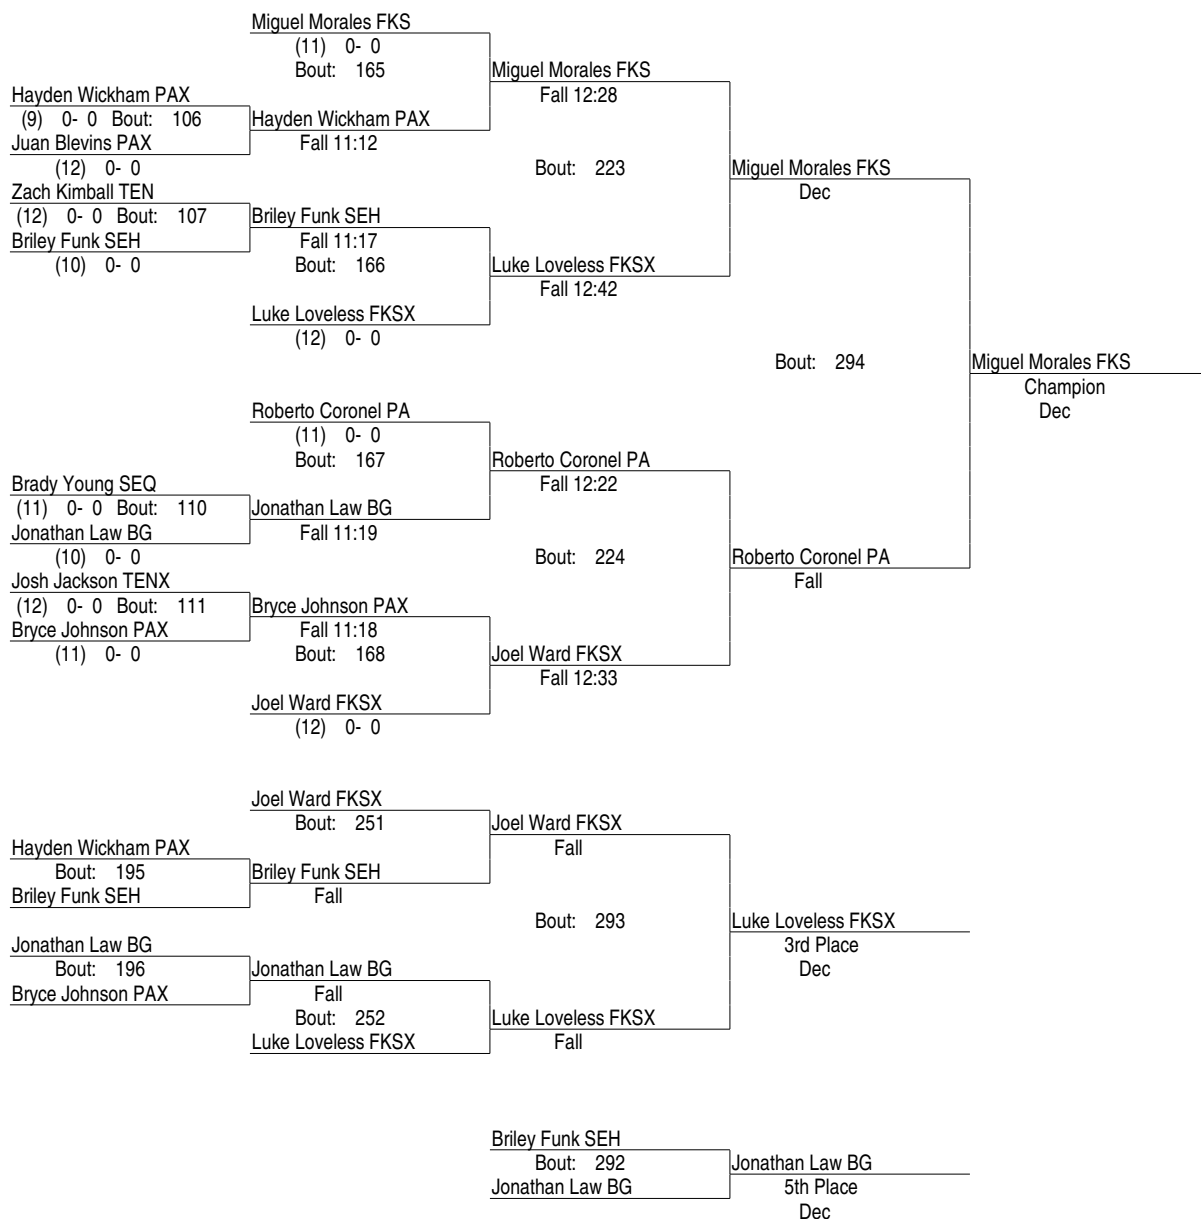 Miguel Morales FKS
(11) 0- 0
Bout: 165
Miguel Morales FKS
Fall 12:28
Hayden Wickham PAX
(9) 0- 0 Bout: 106
Hayden Wickham PAX
Juan Blevins PAX
Fall 11:12
(12) 0- 0
Bout: 223
Miguel Morales FKS
Dec
Zach Kimball TEN
(12) 0- 0 Bout: 107
Briley Funk SEH
Briley Funk SEH
Fall 11:17
(10) 0- 0
Bout: 166
Luke Loveless FKSX
Fall 12:42
Luke Loveless FKSX
(12) 0- 0
Bout: 294
Miguel Morales FKS
Champion
Dec
Roberto Coronel PA
(11) 0- 0
Bout: 167
Roberto Coronel PA
Fall 12:22
Brady Young SEQ
(11) 0- 0 Bout: 110
Jonathan Law BG
Jonathan Law BG
Fall 11:19
(10) 0- 0
Bout: 224
Roberto Coronel PA
Fall
Josh Jackson TENX
(12) 0- 0 Bout: 111
Bryce Johnson PAX
Bryce Johnson PAX
Fall 11:18
(11) 0- 0
Bout: 168
Joel Ward FKSX
Fall 12:33
Joel Ward FKSX
(12) 0- 0
Joel Ward FKSX
Bout: 251
Joel Ward FKSX
Fall
Hayden Wickham PAX
Bout: 195
Briley Funk SEH
Briley Funk SEH
Fall
Bout: 293
Luke Loveless FKSX
3rd Place
Dec
Jonathan Law BG
Bout: 196
Jonathan Law BG
Bryce Johnson PAX
Fall
Bout: 252
Luke Loveless FKSX
Fall
Luke Loveless FKSX
Briley Funk SEH
Bout: 292
Jonathan Law BG
Jonathan Law BG
5th Place
Dec